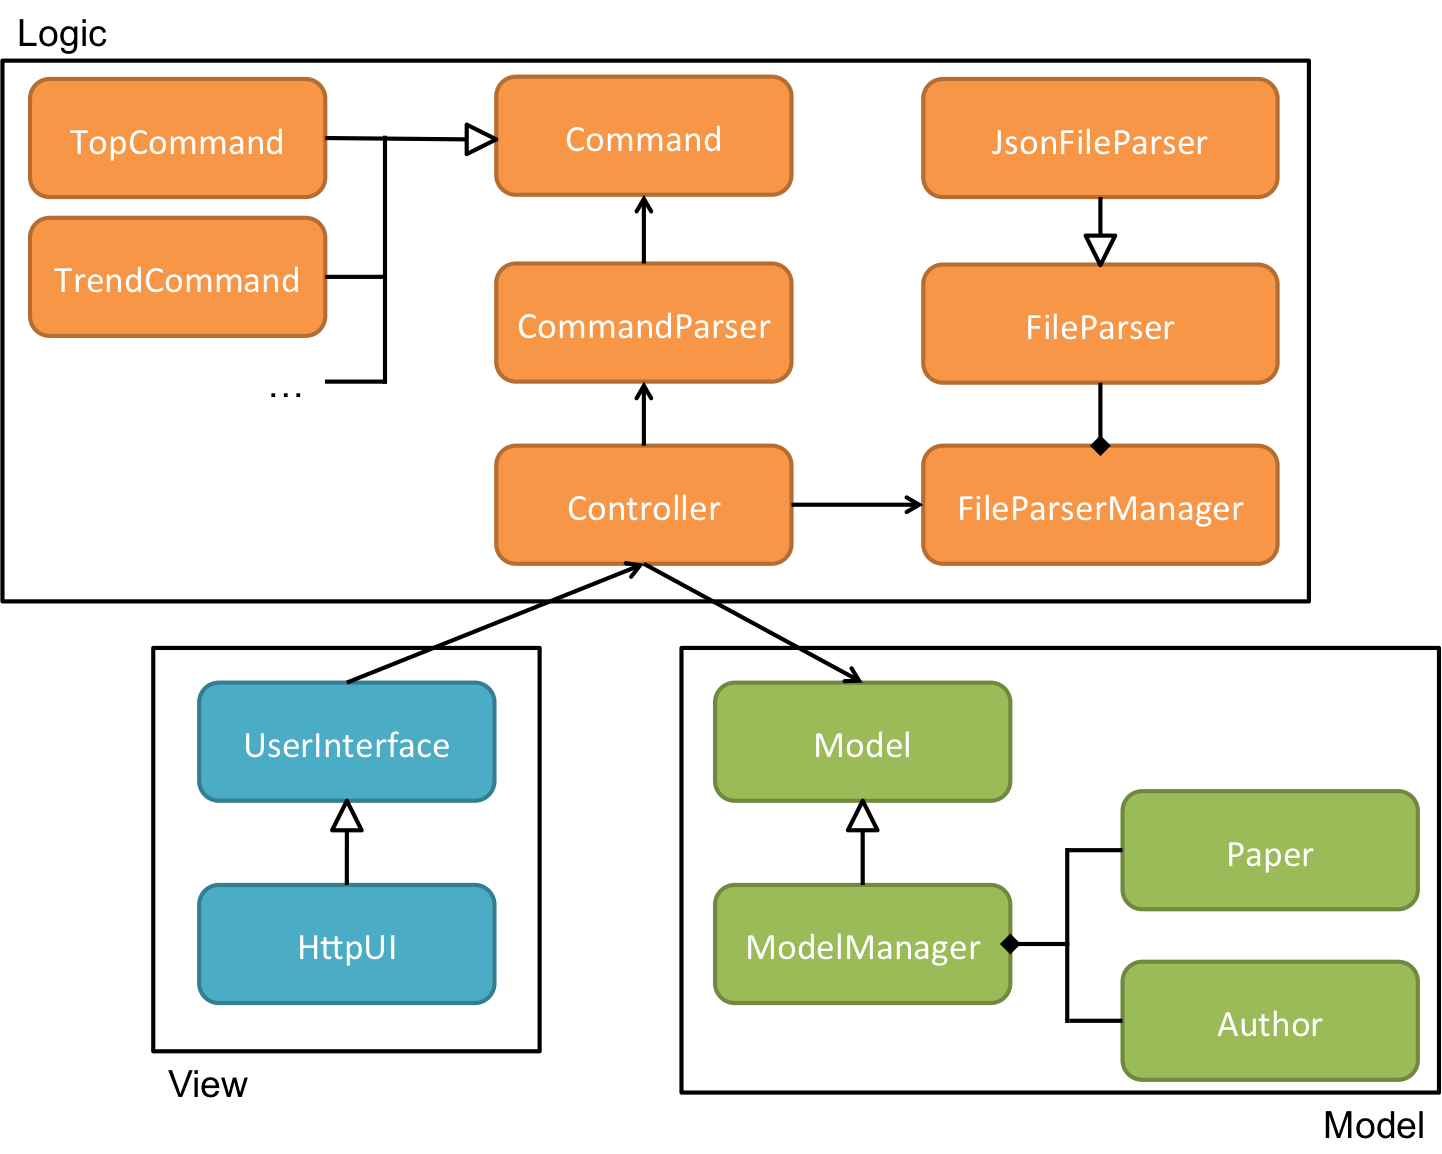 Logic
TopCommand
Command
JsonFileParser
TrendCommand
CommandParser
FileParser
...
Controller
FileParserManager
UserInterface
Model
HttpUI
ModelManager
Paper
Author
View
Model